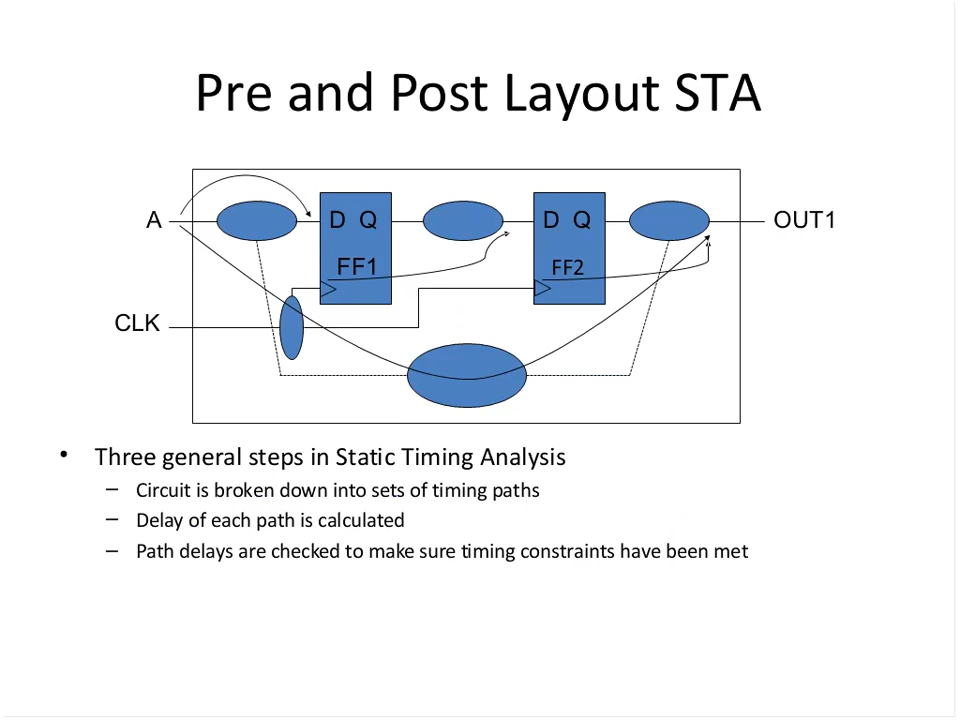 Pre and Post Layout STA
A
D Q
D Q
OUT1
FF1
FF2
CLK
• Three general steps in Static Timing Analysis
– Circuit is broken down into sets of timing paths
– Delay of each path is calculated
– Path delays are checked to make sure timing constraints have been met